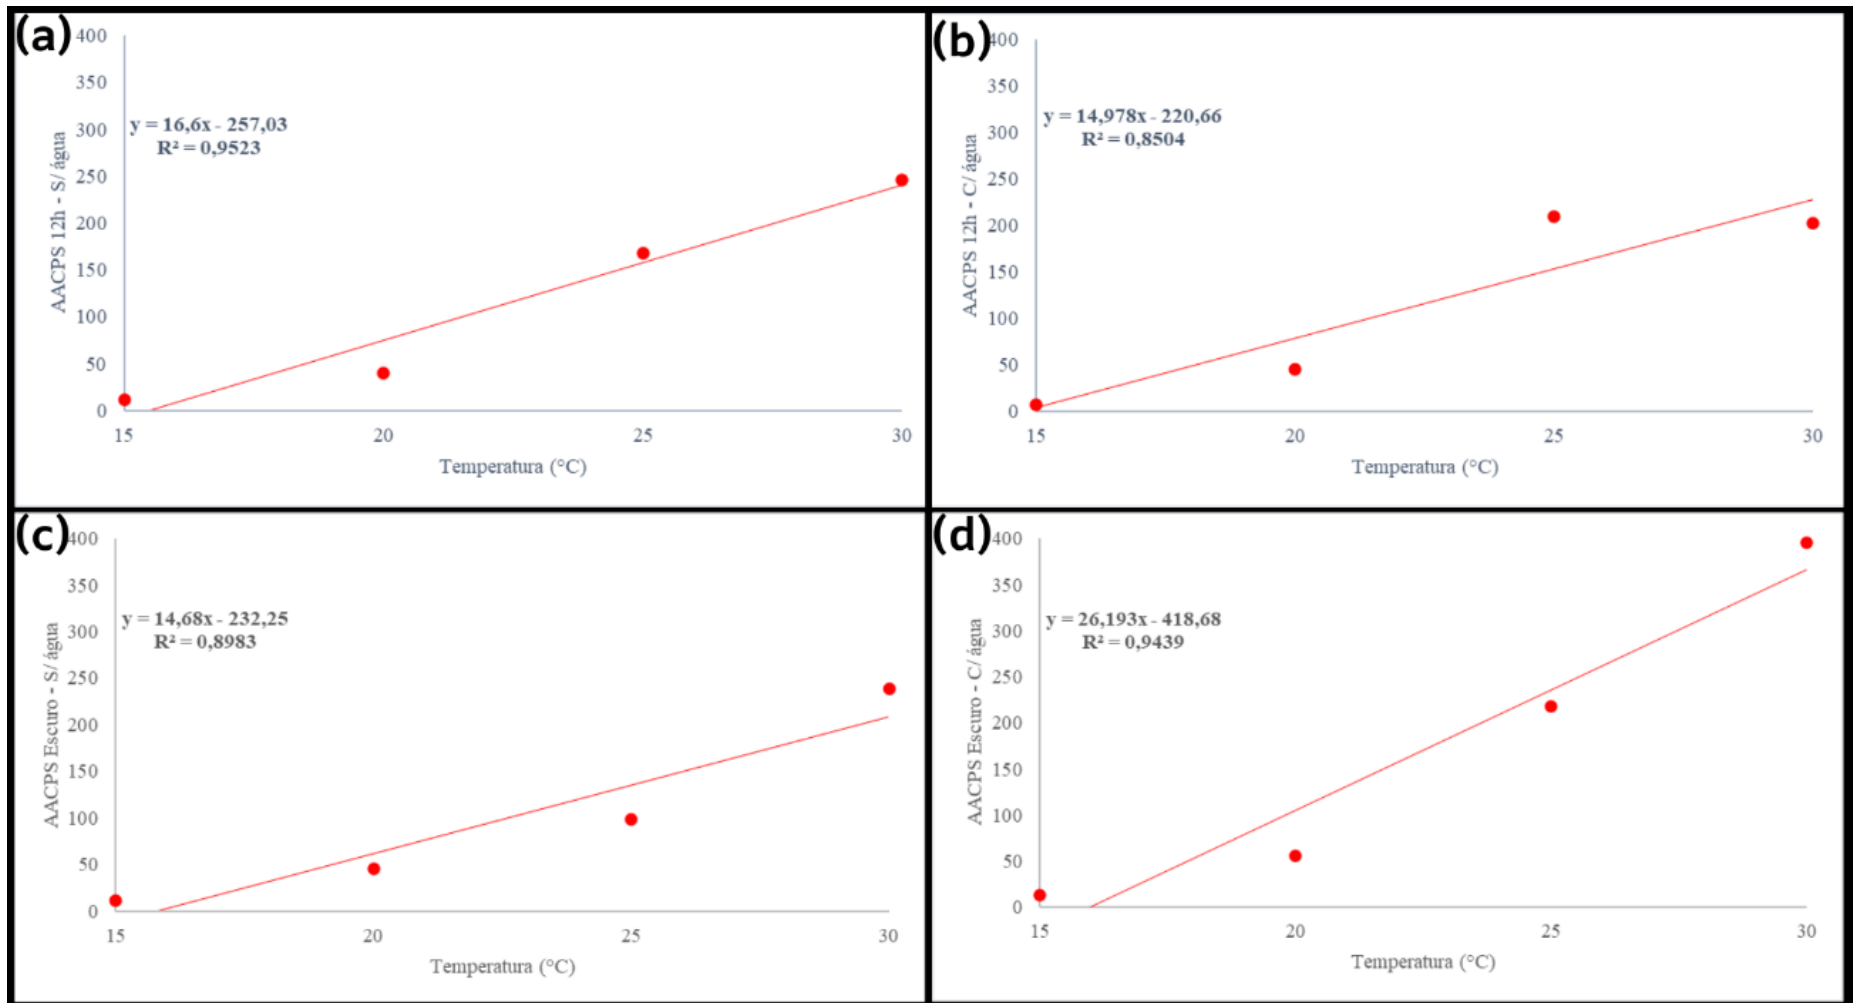 (a)
400
350
300
250
200
150
100
50
0
AACPS 12h - S/ água
y = 16,6x - 257,03
R² = 0,9523
15 20 25 30
Temperatura (°C)
(b)
400
350
300
250
200
150
100
50
0
AACPS 12h - C/ água
y = 14,978x - 220,66
R² = 0,8504
15 20 25 30
Temperatura (°C)
(c)
400
350
300
250
200
150
100
50
0
AACPS Escuro - S/ água
y = 14,68x - 232,25
R² = 0,8983
15 20 25 30
Temperatura (°C)
(d)
400
350
300
250
200
150
100
50
0
AACPS Escuro - C/ água
y = 26,193x - 418,68
R² = 0,9439
15 20 25 30
Temperatura (°C)